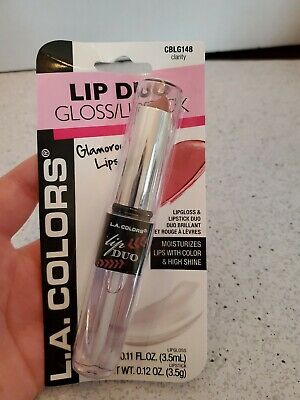 CBLG148
clarity
LIP DU
GLOSS/LI STICK
Glamoro
Lips
L.A. COLORS®
L.A. COLORS®
lip
DUO
LIPGLOSS &
LIPSTICK DUO
DUO BRILLANT
ET ROUGE À LÈVRES
MOISTURIZES
LIPS WITH COLOR
& HIGH SHINE
LIPGLOSS
0.11 FL.OZ. (3.5mL)
LIPSTICK
T WT. 0.12 OZ. (3.5g)